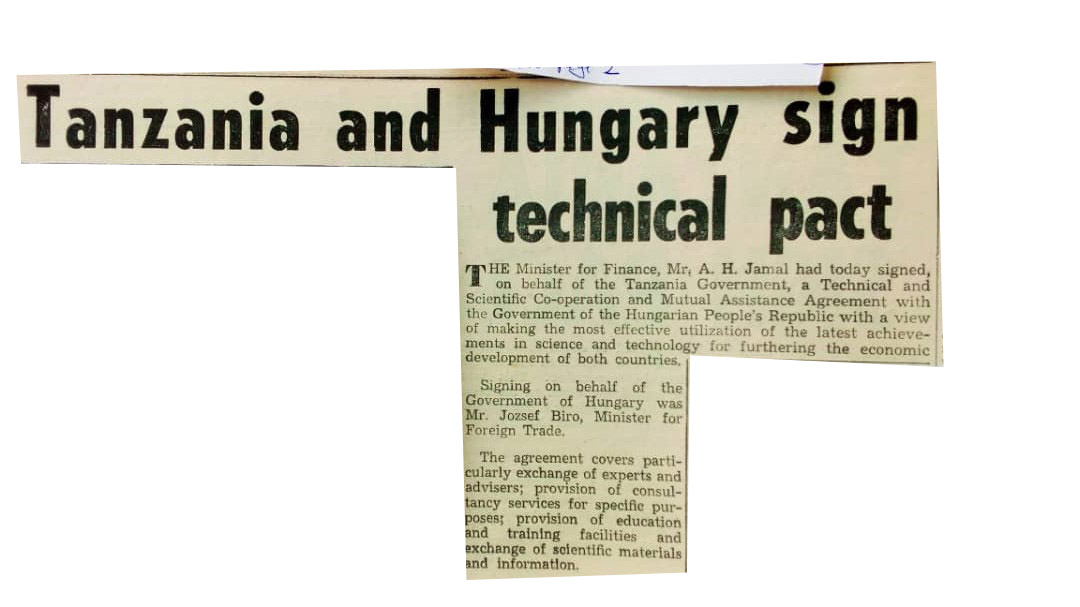 Tanzania and Hungary sign
technical pact
THE Minister for Finance, Mr, A. H. Jamal had today signed,
on behalf of the Tanzania Government, a Technical and
Scientific Co-operation and Mutual Assistance Agreement with
the Government of the Hungarian People's Republic with a view
of making the most effective utilization of the latest achieve-
ments in science and technology for furthering the economic
development of both countries.
Signing on behalf of the
Government of Hungary was
Mr. Jozsef Biro, Minister for
Foreign Trade.
The agreement covers parti-
cularly exchange of experts and
advisers; provision of consul-
tancy services for specific pur-
poses; provision of education
and training facilities and
exchange of scientific materials
and information.